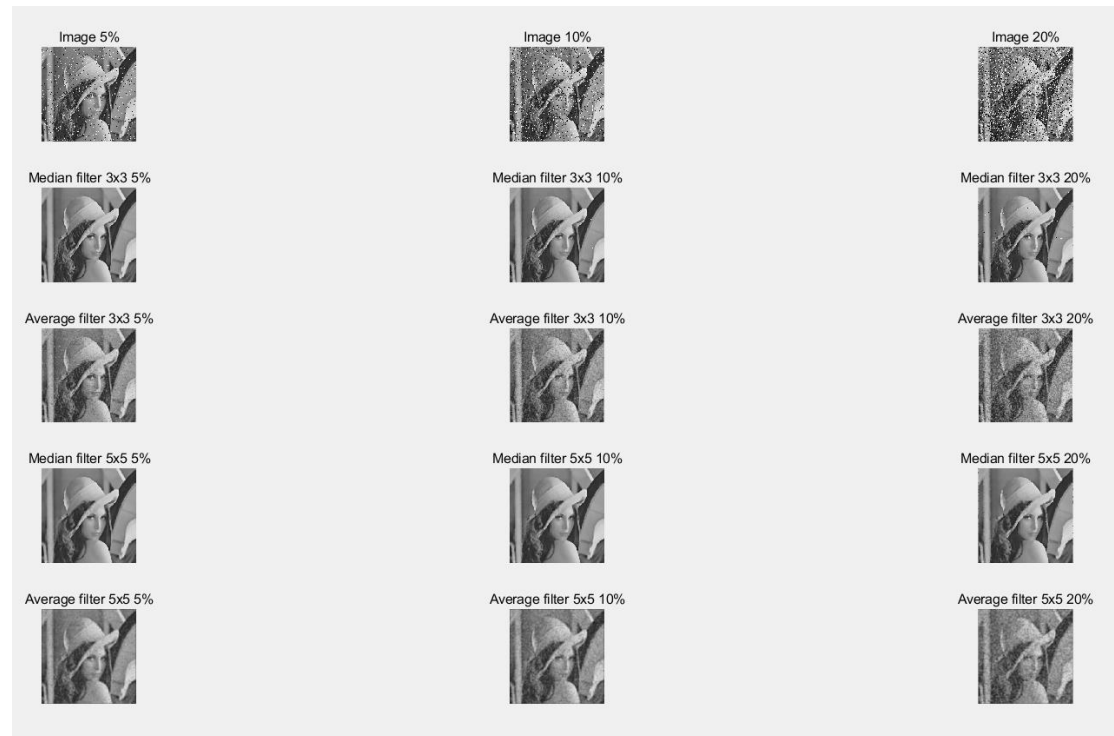 Image 5%
Image 10%
Image 20%
Median filter 3x3 5%
Median filter 3x3 10%
Median filter 3x3 20%
Average filter 3x3 5%
Average filter 3x3 10%
Average filter 3x3 20%
Median filter 5x5 5%
Median filter 5x5 10%
Median filter 5x5 20%
Average filter 5x5 5%
Average filter 5x5 10%
Average filter 5x5 20%